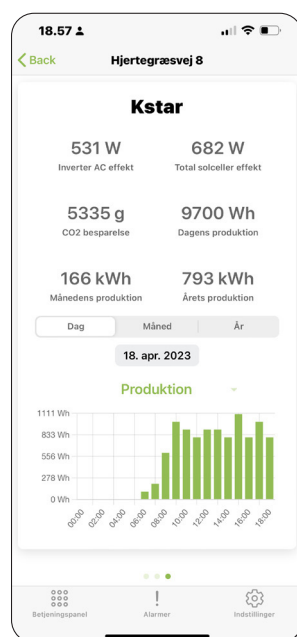 18.57
Back
Hjertegræsvej 8
Kstar
531 W
682 W
Inverter AC effekt
Total solceller effekt
5335 g
9700 Wh
CO2 besparelse
Dagens produktion
166 kWh
793 kWh
Månedens produktion
Årets produktion
Dag
Måned
År
18. apr. 2023
Produktion
1111 Wh
833 Wh
556 Wh
278 Wh
0 Wh
00:00
02:00
04:00
06:00
08:00
10:00
12:00
14:00
16:00
18:00
Betjeningspanel
Alarmer
Indstillinger